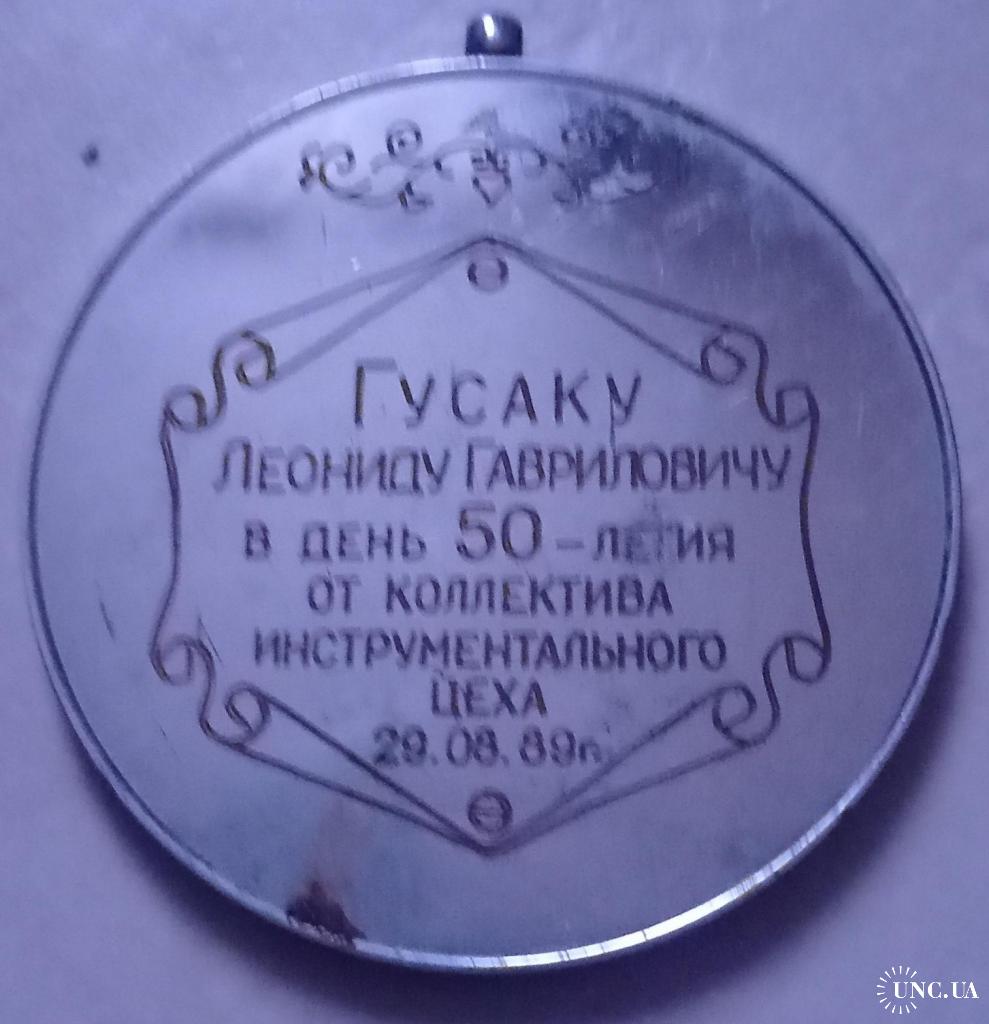 ГУСАКУ
ЛЕОНИДУ ГАВРИЛОВИЧУ
В ДЕНЬ 50-ЛЕТИЯ
ОТ КОЛЛЕКТИВА
ИНСТРУМЕНТАЛЬНОГО
ЦЕХА
29.08.89г.
UNC.UA